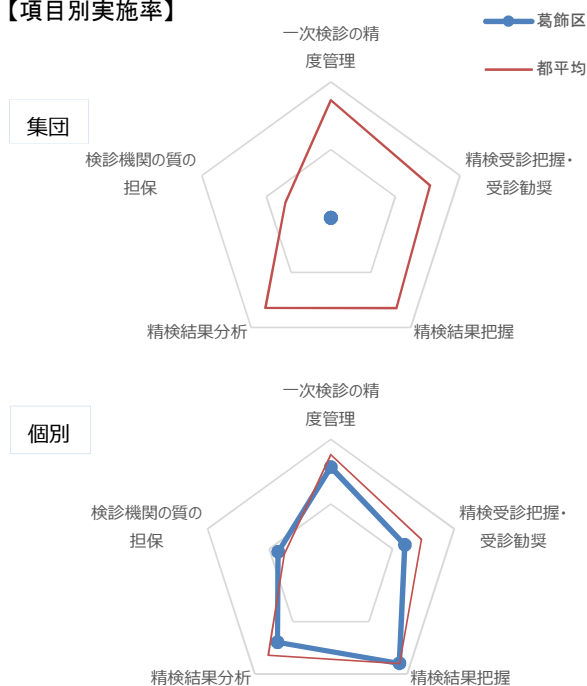 【項目別実施率】
葛飾区
都平均
集団
一次検診の精
度管理
精検受診把握・
受診勧奨
精検結果把握
精検結果分析
検診機関の質の
担保
個別
一次検診の精
度管理
精検受診把握・
受診勧奨
精検結果把握
精検結果分析
検診機関の質の
担保